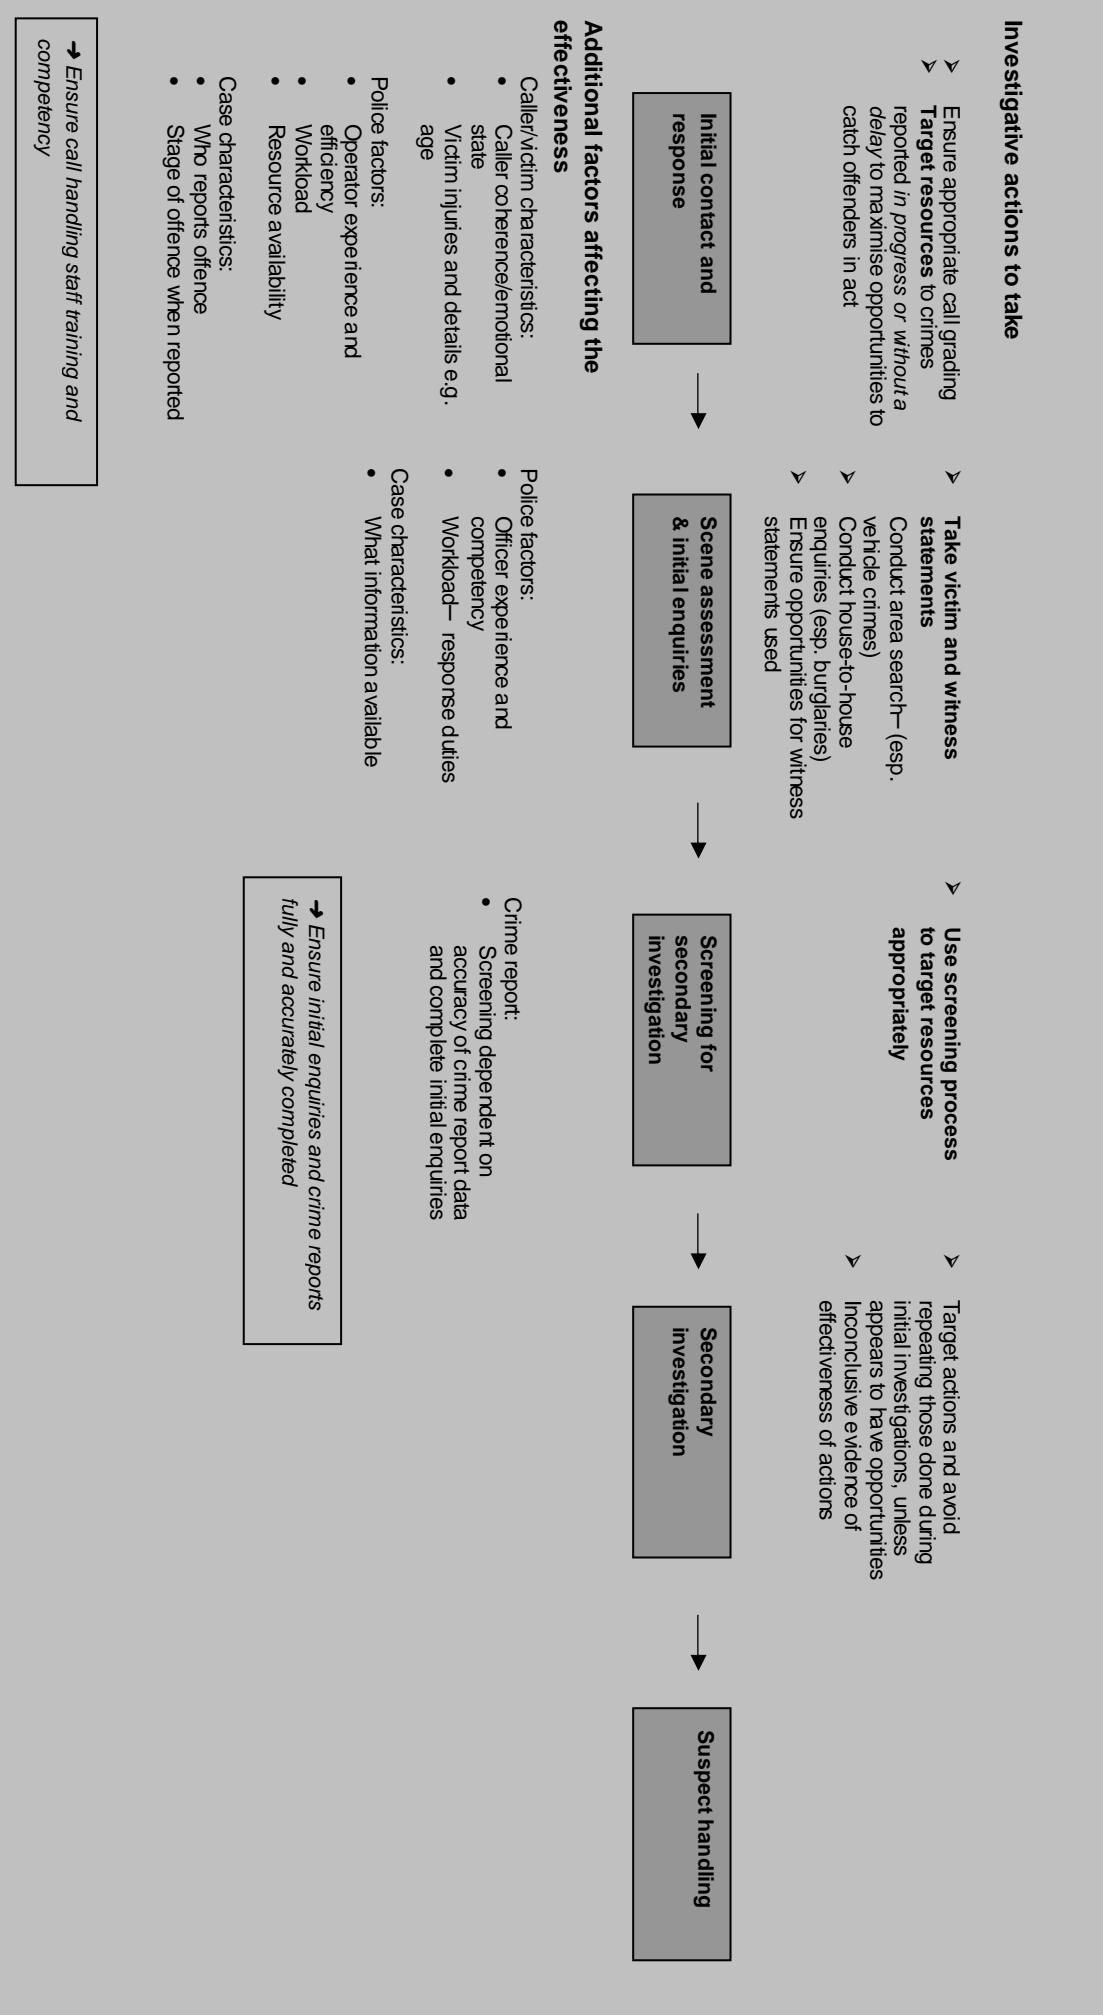 Investigative actions to take
➢ Ensure appropriate call grading
➢ Target resources to crimes
reported in progress or without a
delay to maximise opportunities to
catch offenders in act
➢ Take victim and witness
statements
Conduct area search– (esp.
vehicle crimes)
➢ Conduct house-to-house
enquiries (esp. burglaries)
➢ Ensure opportunities for witness
statements used
➢ Use screening process
to target resources
appropriately
➢ Target actions and avoid
repeating those done during
initial investigations, unless
appears to have opportunities
➢ Inconclusive evidence of
effectiveness of actions
Initial contact and
response
Scene assessment
& initial enquiries
Screening for
secondary
investigation
Secondary
investigation
Suspect handling
Additional factors affecting the
effectiveness
Caller/victim characteristics:
• Caller coherence/emotional
state
• Victim injuries and details e.g.
age
Police factors:
• Operator experience and
efficiency
• Workload
• Resource availability
Case characteristics:
• Who reports offence
• Stage of offence when reported
➔ Ensure call handling staff training and
competency
Police factors:
• Officer experience and
competency
• Workload– response duties
Case characteristics:
• What information available
Crime report:
• Screening dependent on
accuracy of crime report data
and complete initial enquiries
➔ Ensure initial enquiries and crime reports
fully and accurately completed